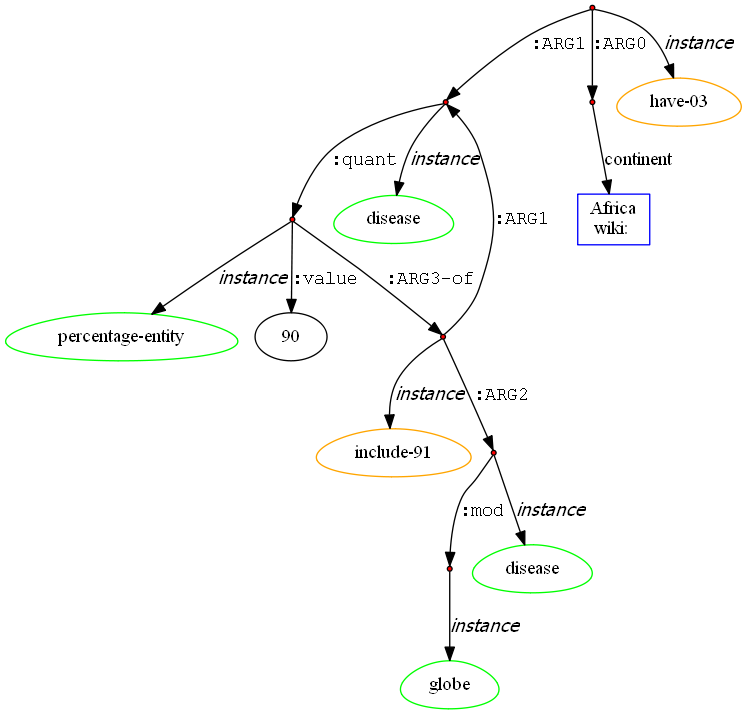 :ARG1
:ARG0
instance
have-03
:quant
instance
continent
disease
:ARG1
Africa
wiki:
instance
:value
:ARG3-of
percentage-entity
90
instance
:ARG2
include-91
:mod
instance
disease
instance
globe